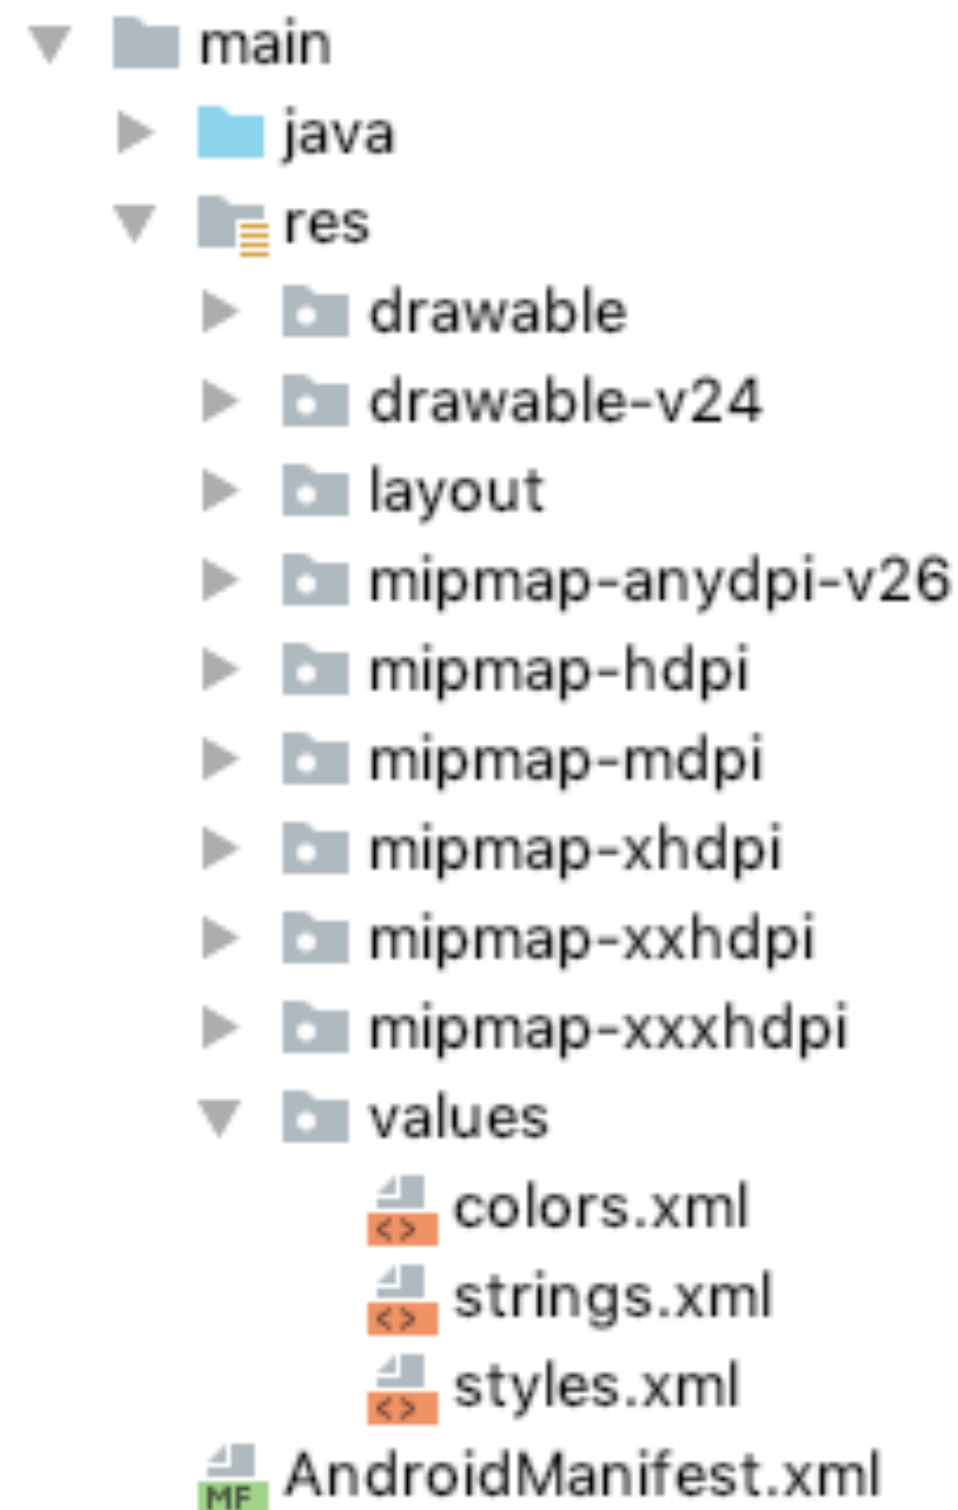 main
java
res
drawable
drawable-v24
layout
mipmap-anydpi-v26
mipmap-hdpi
mipmap-mdpi
mipmap-xhdpi
mipmap-xxhdpi
mipmap-xxxhdpi
values
<> colors.xml
<> strings.xml
<> styles.xml
MF AndroidManifest.xml